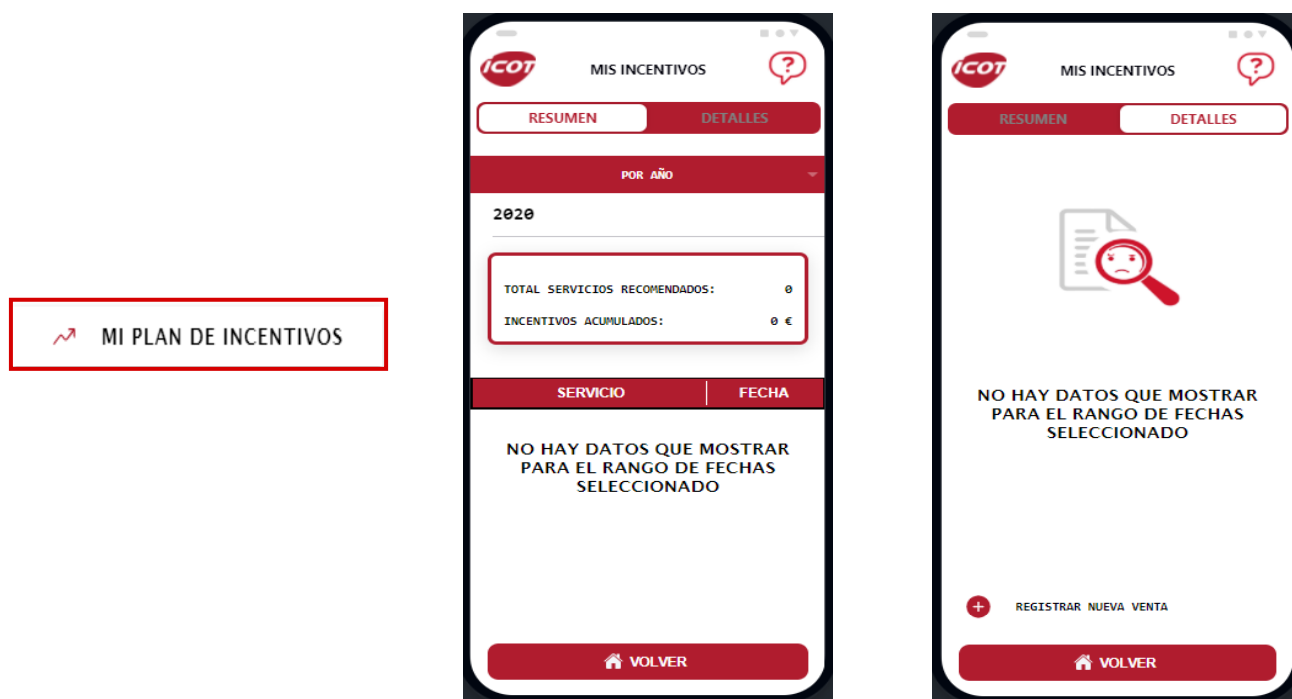 MI PLAN DE INCENTIVOS
ICOT
MIS INCENTIVOS
?
RESUMEN
DETALLES
POR AÑO
2020
TOTAL SERVICIOS RECOMENDADOS: 0
INCENTIVOS ACUMULADOS: 0 €
SERVICIO
FECHA
NO HAY DATOS QUE MOSTRAR
PARA EL RANGO DE FECHAS
SELECCIONADO
VOLVER
ICOT
MIS INCENTIVOS
?
RESUMEN
DETALLES
NO HAY DATOS QUE MOSTRAR
PARA EL RANGO DE FECHAS
SELECCIONADO
REGISTRAR NUEVA VENTA
VOLVER